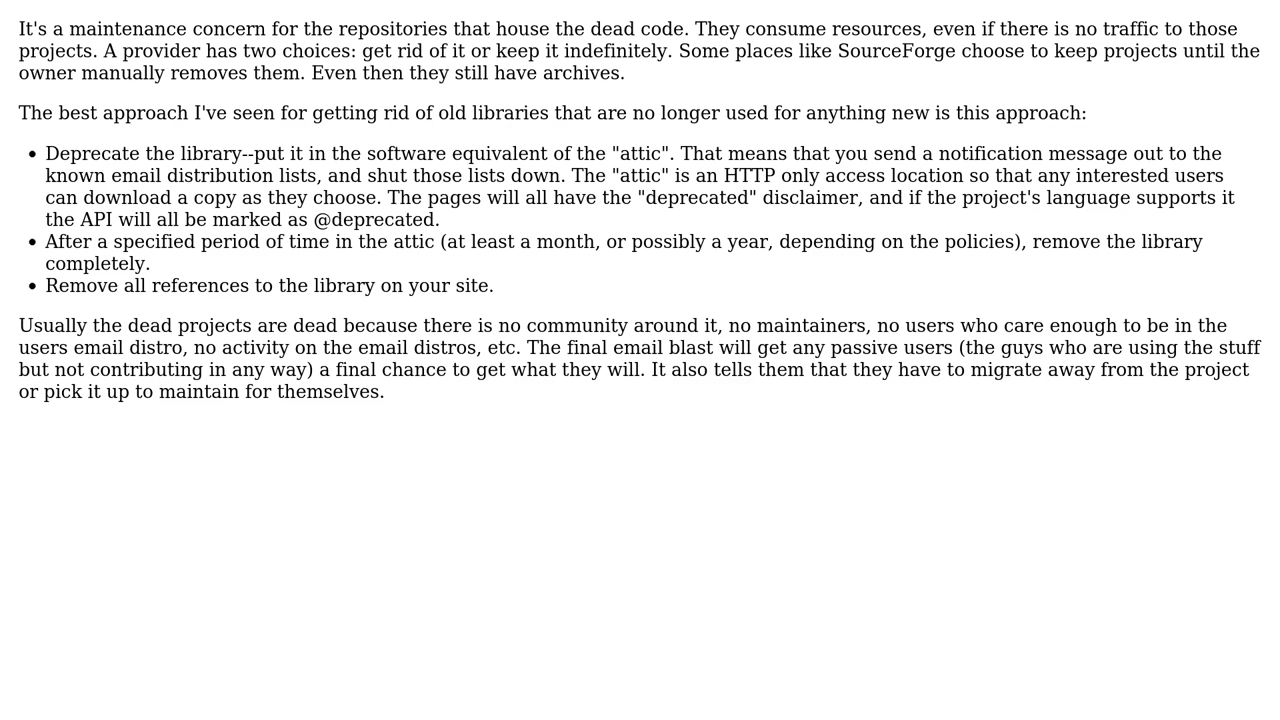 It's a maintenance concern for the repositories that house the dead code. They consume resources, even if there is no traffic to those
projects. A provider has two choices: get rid of it or keep it indefinitely. Some places like SourceForge choose to keep projects until the
owner manually removes them. Even then they still have archives.
The best approach I've seen for getting rid of old libraries that are no longer used for anything new is this approach:
• Deprecate the library--put it in the software equivalent of the "attic". That means that you send a notification message out to the
known email distribution lists, and shut those lists down. The "attic" is an HTTP only access location so that any interested users
can download a copy as they choose. The pages will all have the "deprecated" disclaimer, and if the project's language supports it
the API will all be marked as @deprecated.
• After a specified period of time in the attic (at least a month, or possibly a year, depending on the policies), remove the library
completely.
• Remove all references to the library on your site.
Usually the dead projects are dead because there is no community around it, no maintainers, no users who care enough to be in the
users email distro, no activity on the email distros, etc. The final email blast will get any passive users (the guys who are using the stuff
but not contributing in any way) a final chance to get what they will. It also tells them that they have to migrate away from the project
or pick it up to maintain for themselves.